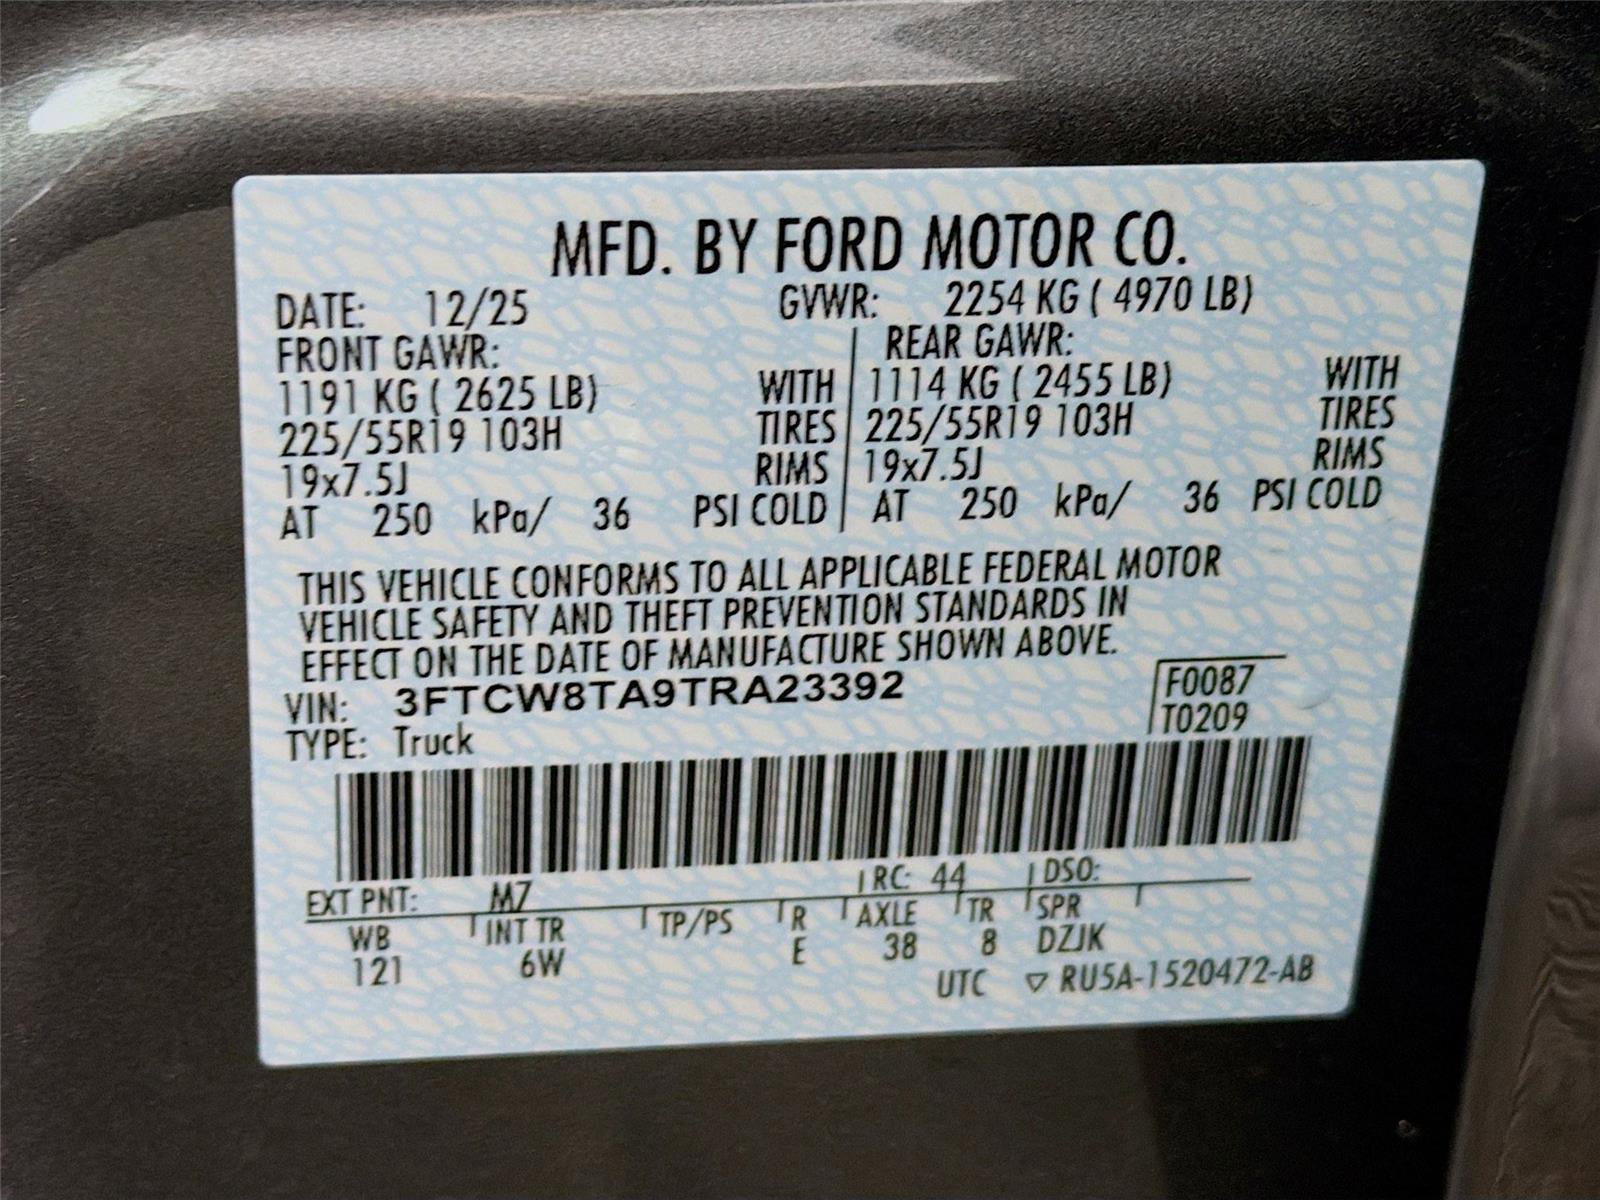 MFD. BY FORD MOTOR CO.
DATE: 12/25 GVWR: 2254 KG ( 4970 LB)
FRONT GAWR: REAR GAWR:
1191 KG ( 2625 LB) WITH 1114 KG ( 2455 LB) WITH
225/55R19 103H TIRES 225/55R19 103H TIRES
19x7.5J RIMS 19x7.5J RIMS
AT 250 kPa/ 36 PSI COLD AT 250 kPa/ 36 PSI COLD
THIS VEHICLE CONFORMS TO ALL APPLICABLE FEDERAL MOTOR
VEHICLE SAFETY AND THEFT PREVENTION STANDARDS IN
EFFECT ON THE DATE OF MANUFACTURE SHOWN ABOVE.
VIN: 3FTCW8TA9TRA23392 F0087
TYPE: Truck T0209
EXT PNT: M7 RC: 44 DSO:
WB INT TR TP/PS R AXLE TR SPR
121 6W E 38 8 DZJK
UTC ▽ RU5A-1520472-AB